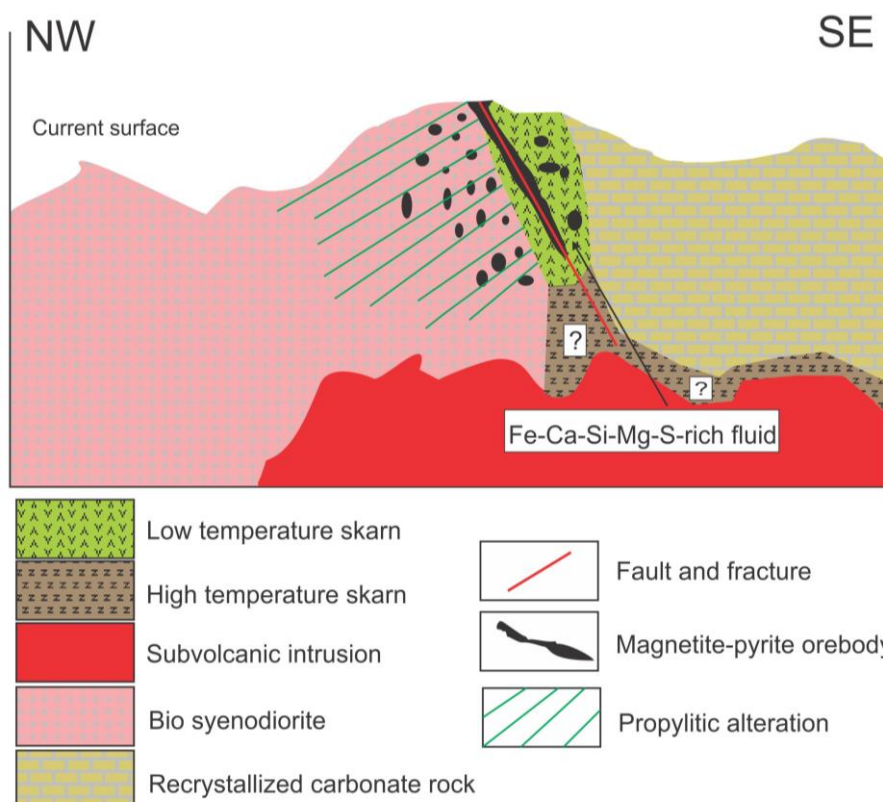 NW
SE
Current surface
?
?
Fe-Ca-Si-Mg-S-rich fluid
Low temperature skarn
High temperature skarn
Subvolcanic intrusion
Bio syenodiorite
Recrystallized carbonate rock
Fault and fracture
Magnetite-pyrite orebody
Propylitic alteration